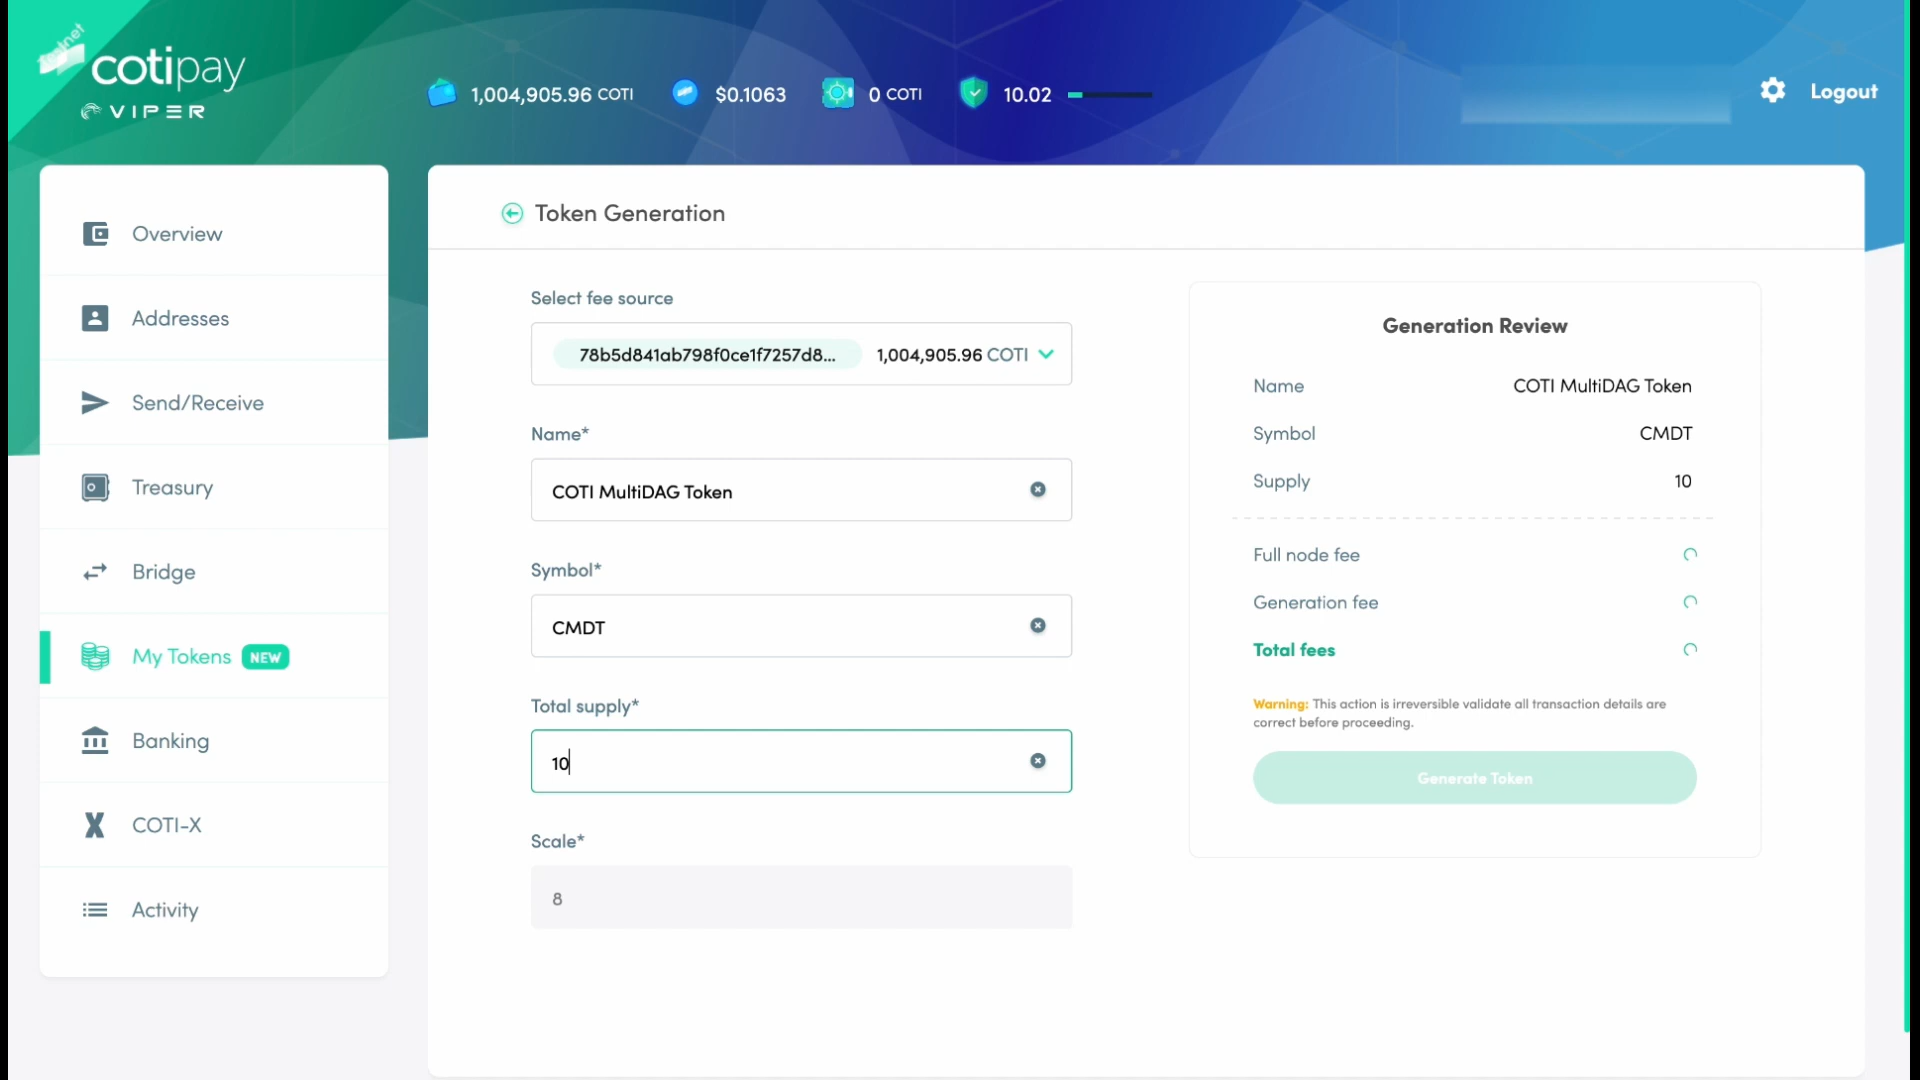 Testnet
cotipay
VIPER
1,004,905.96 COTI
$0.1063
0 COTI
10.02
Logout
Overview
Addresses
Send/Receive
Treasury
Bridge
My Tokens NEW
Banking
COTI-X
Activity
Token Generation
Select fee source
78b5d841ab798f0ce1f7257d8... 1,004,905.96 COTI
Name*
COTI MultiDAG Token
Symbol*
CMDT
Total supply*
10
Scale*
8
Generation Review
Name COTI MultiDAG Token
Symbol CMDT
Supply 10
Full node fee
Generation fee
Total fees
Warning: This action is irreversible validate all transaction details are
correct before proceeding.
Generate Token